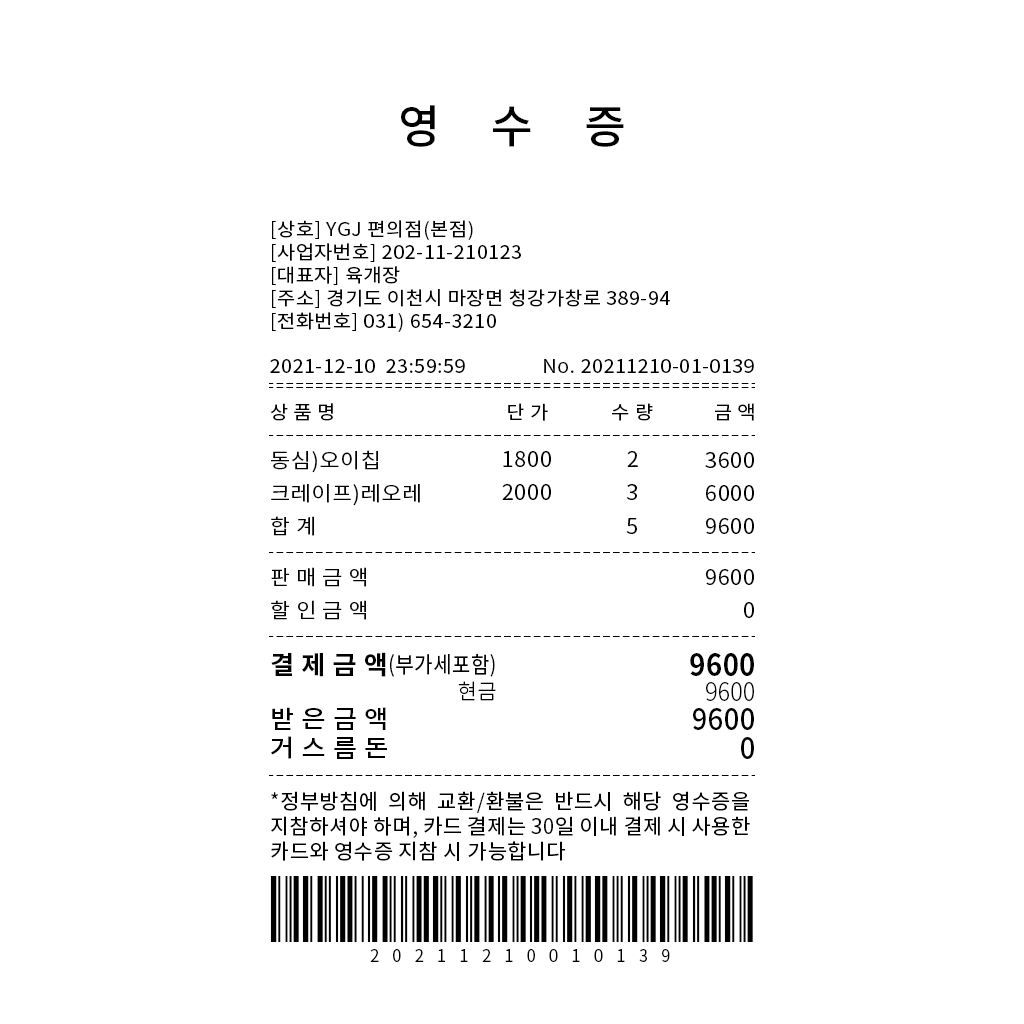 영 수 증
[상호] YGJ 편의점(본점)
[사업자번호] 202-11-210123
[대표자] 육개장
[주소] 경기도 이천시 마장면 청강가창로 389-94
[전화번호] 031) 654-3210
2021-12-10 23:59:59 No. 20211210-01-0139
상 품 명 단 가 수 량 금 액
동심)오이칩 1800 2 3600
크레이프)레오레 2000 3 6000
합 계 5 9600
판 매 금 액 9600
할 인 금 액 0
결 제 금 액(부가세포함) 9600
현금 9600
받 은 금 액 9600
거 스 름 돈 0
*정부방침에 의해 교환/환불은 반드시 해당 영수증을
지참하셔야 하며, 카드 결제는 30일 이내 결제 시 사용한
카드와 영수증 지참 시 가능합니다
2 0 2 1 1 2 1 0 0 1 0 1 3 9